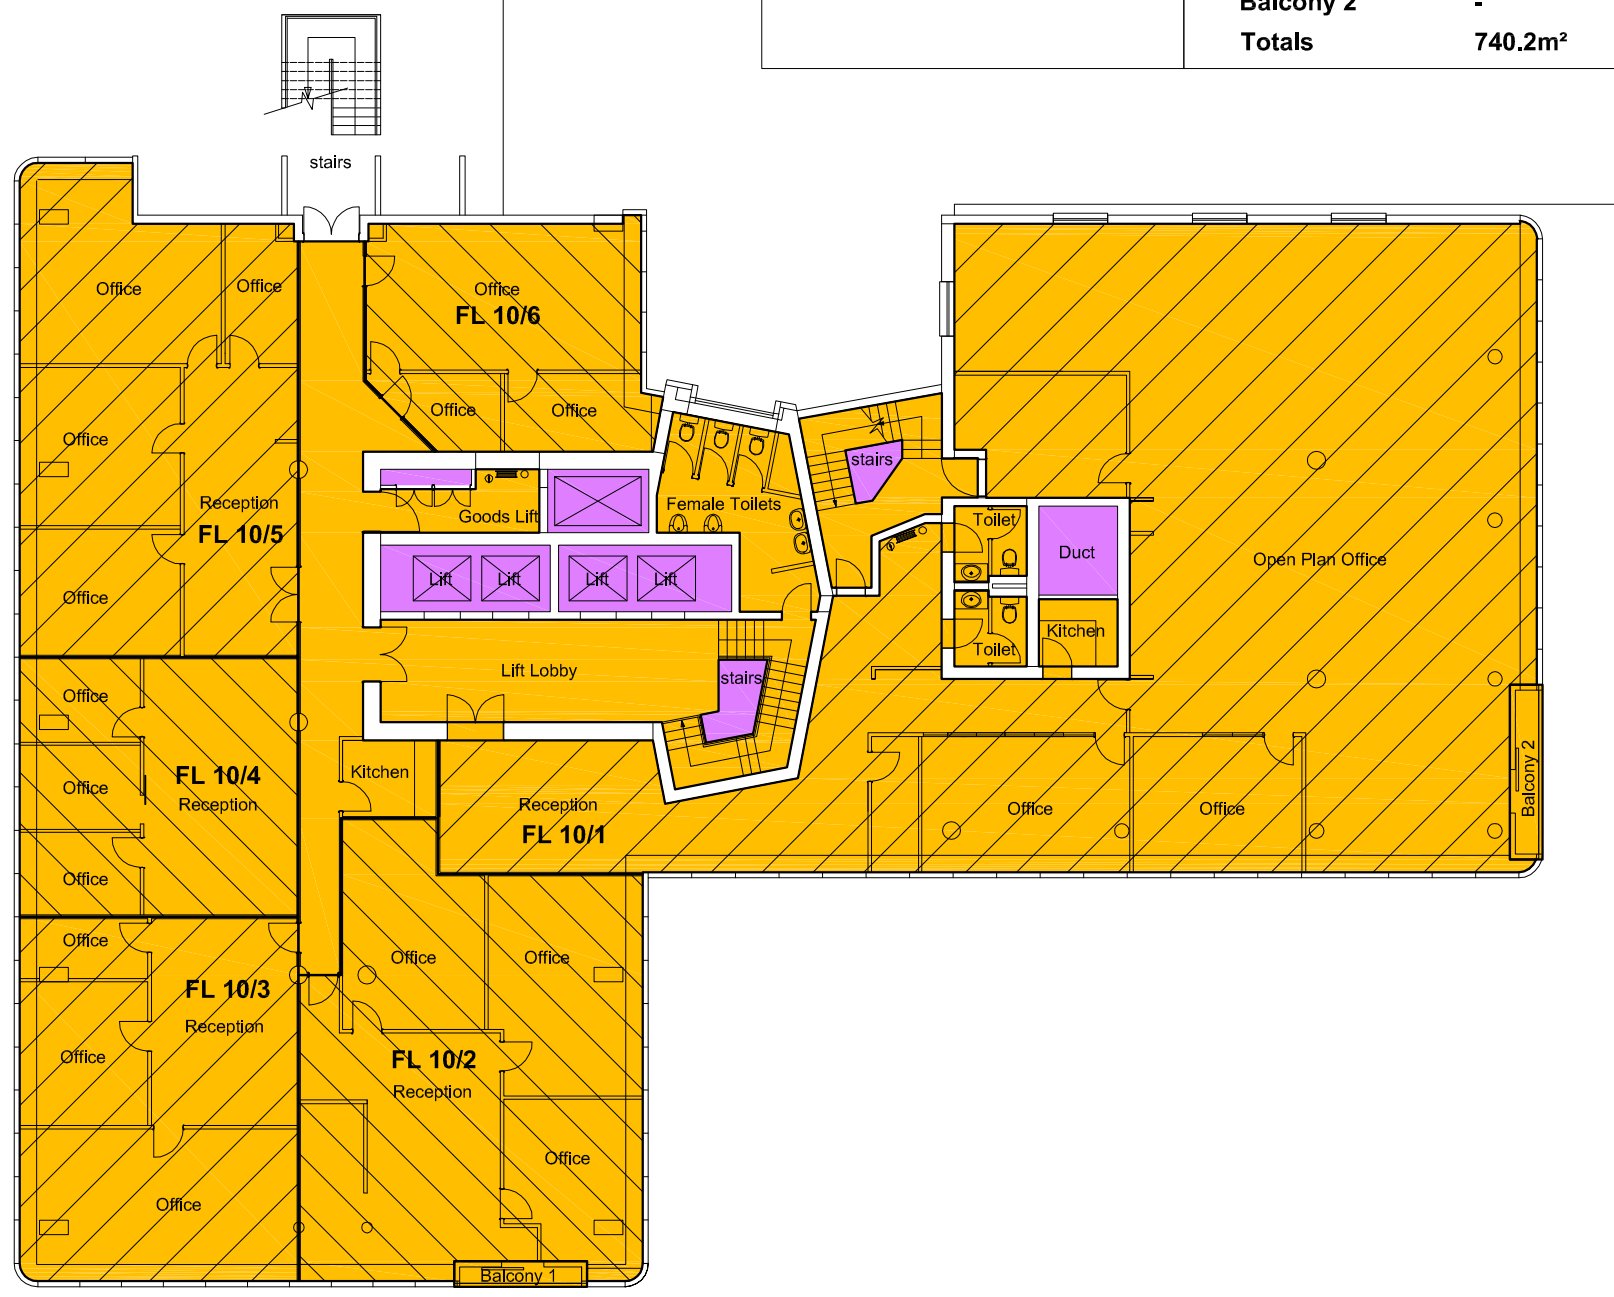 Balcony 2 -
Totals 740.2m²
stairs
Office
Office
Office
FL 10/6
Office
Office
Office
Reception
FL 10/5
Office
Goods Lift
Female Toilets
stairs
Toilet
Duct
Open Plan Office
Lift
Lift
Lift
Lift
Toilet
Kitchen
Lift Lobby
stairs
Office
FL 10/4
Reception
Office
Office
Kitchen
Reception
FL 10/1
Office
Office
Balcony 2
Office
FL 10/3
Reception
Office
Office
Office
Office
FL 10/2
Reception
Office
Office
Balcony 1